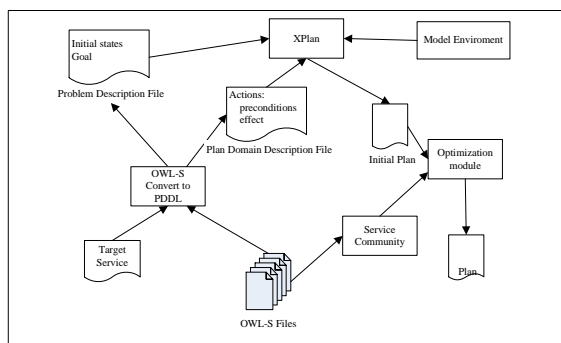 Initial states
Goal
XPlan
Model Enviroment
Problem Description File
Actions:
preconditions
effect
Plan Domain Description File
Initial Plan
Optimization
module
OWL-S
Convert to
PDDL
Service
Community
Target
Service
Plan
OWL-S Files